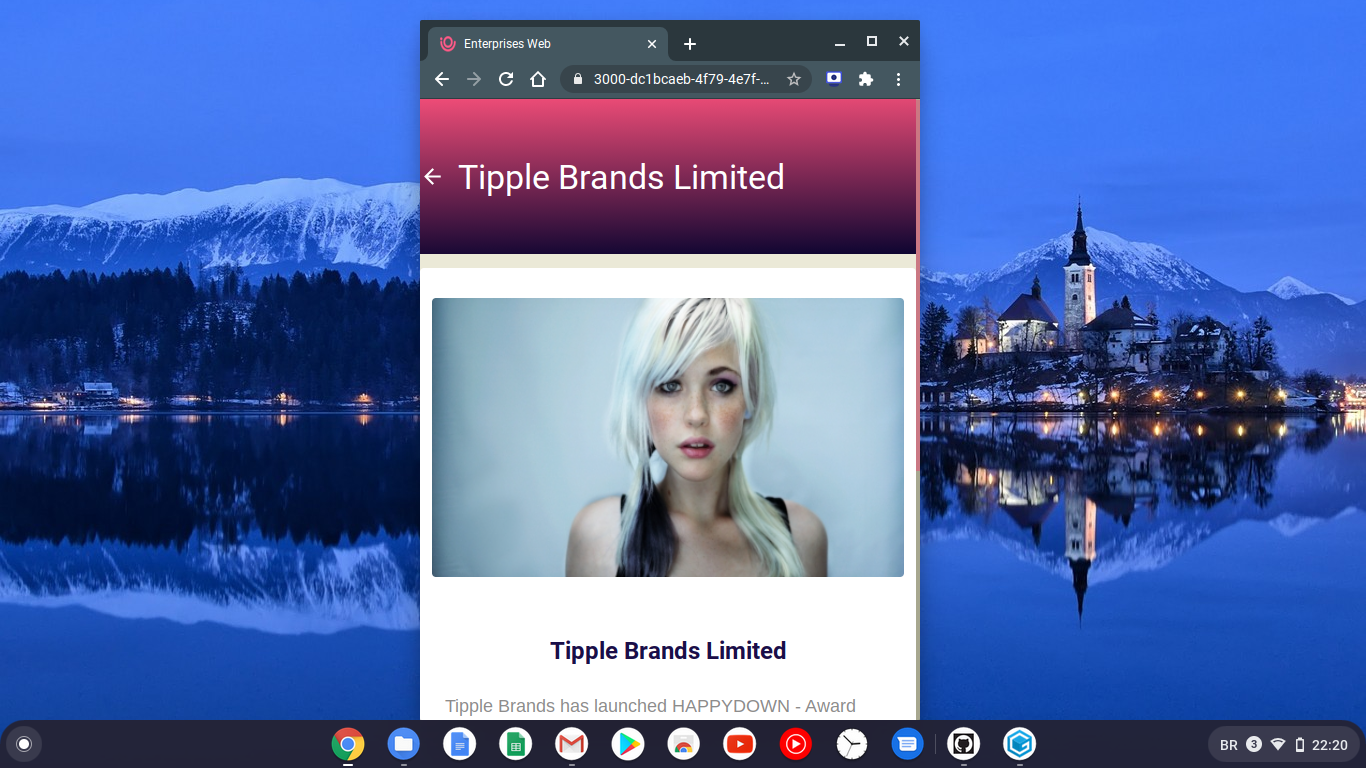 Enterprises Web
3000-dc1bcaeb-4f79-4e7f-...
Tipple Brands Limited
Tipple Brands Limited
Tipple Brands has launched HAPPYDOWN - Award
BR 3 22:20